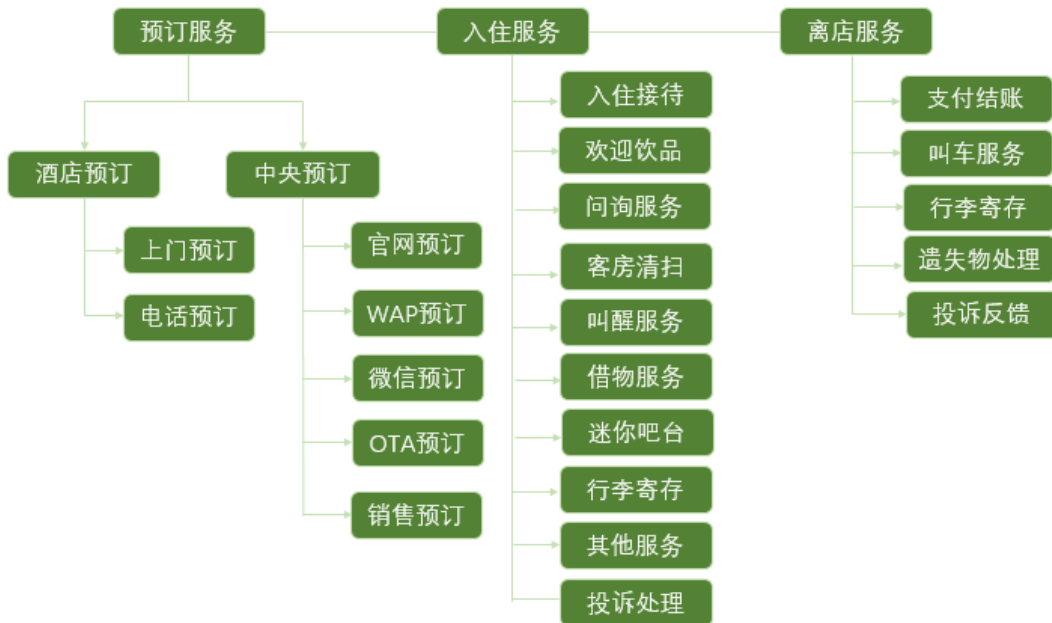 预订服务
入住服务
离店服务
酒店预订
中央预订
上门预订
电话预订
官网预订
WAP预订
微信预订
OTA预订
销售预订
入住接待
欢迎饮品
问询服务
客房清扫
叫醒服务
借物服务
迷你吧台
行李寄存
其他服务
投诉处理
支付结账
叫车服务
行李寄存
遗失物处理
投诉反馈